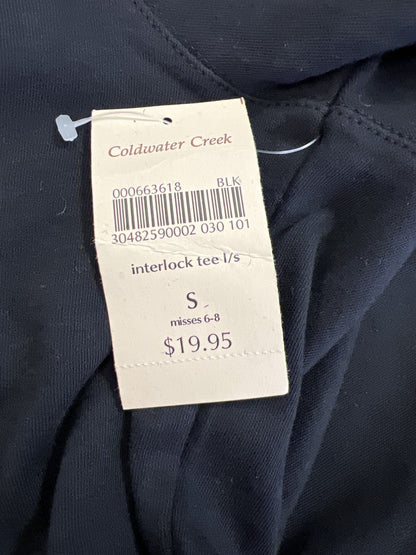 Coldwater Creek
000663618 BLK
30482590002 030 101
interlock tee l/s
S
misses 6-8
$19.95